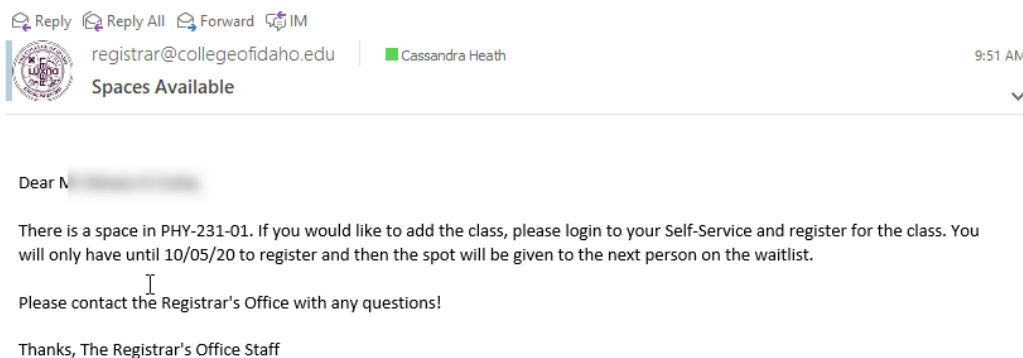 Reply Reply All Forward IM
registrar@collegeofidaho.edu Cassandra Heath 9:51 AM
Spaces Available
Dear M
There is a space in PHY-231-01. If you would like to add the class, please login to your Self-Service and register for the class. You
will only have until 10/05/20 to register and then the spot will be given to the next person on the waitlist.
Please contact the Registrar's Office with any questions!
Thanks, The Registrar's Office Staff